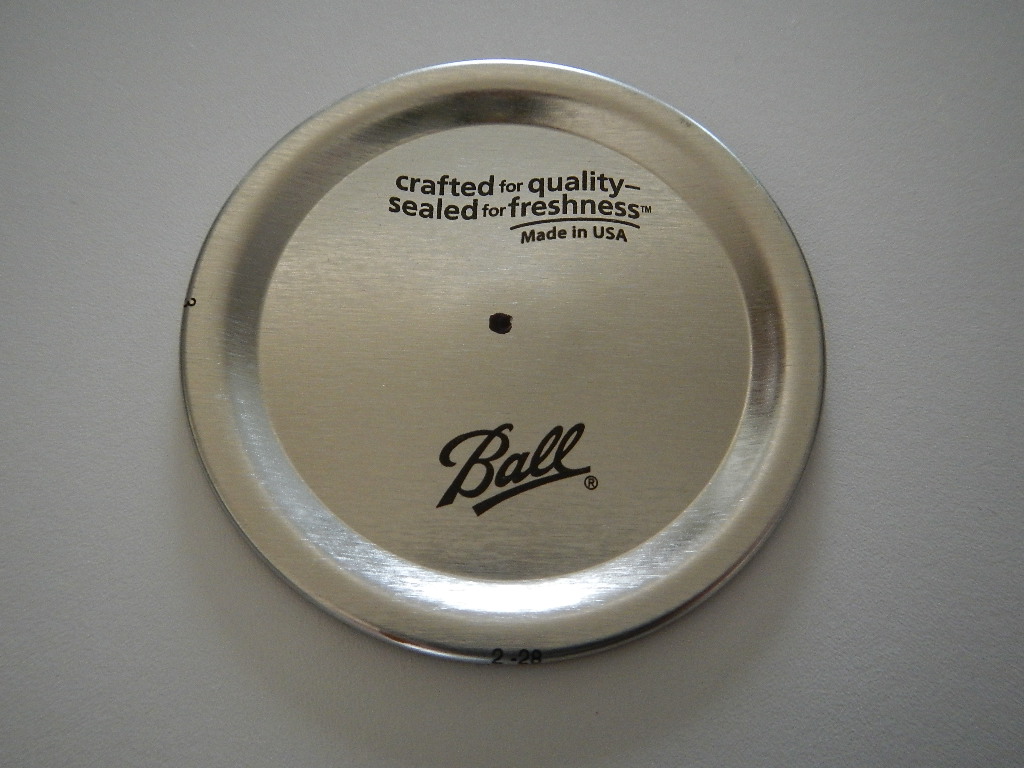 crafted for quality–
sealed for freshness™
Made in USA
Ball®
2-28